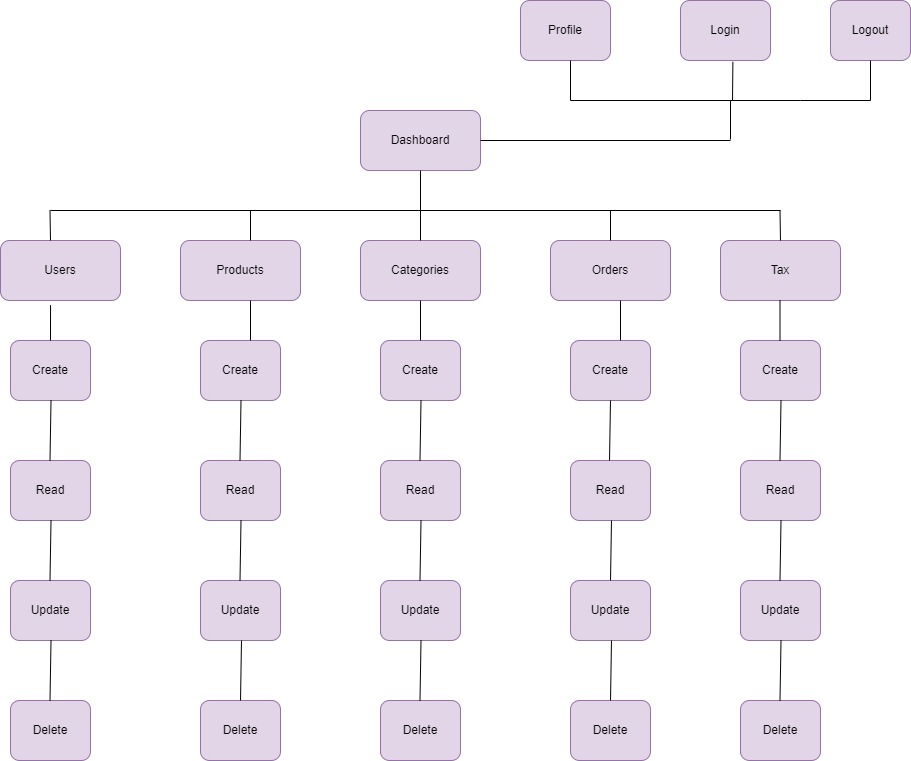 Profile
Login
Logout
Dashboard
Users
Products
Categories
Orders
Tax
Create
Create
Create
Create
Create
Read
Read
Read
Read
Read
Update
Update
Update
Update
Update
Delete
Delete
Delete
Delete
Delete